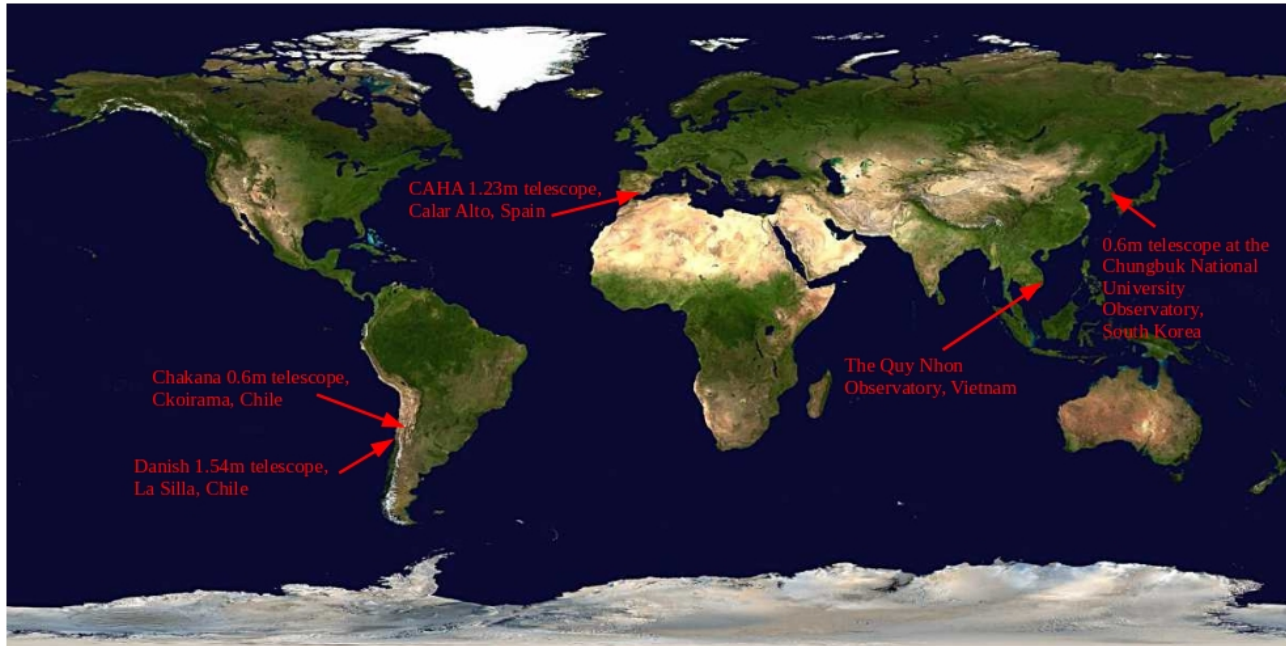 CAHA 1.23m telescope,
Calar Alto, Spain
0.6m telescope at the
Chungbuk National
University
Observatory,
South Korea
The Quy Nhon
Observatory, Vietnam
Chakana 0.6m telescope,
Ckoirama, Chile
Danish 1.54m telescope,
La Silla, Chile